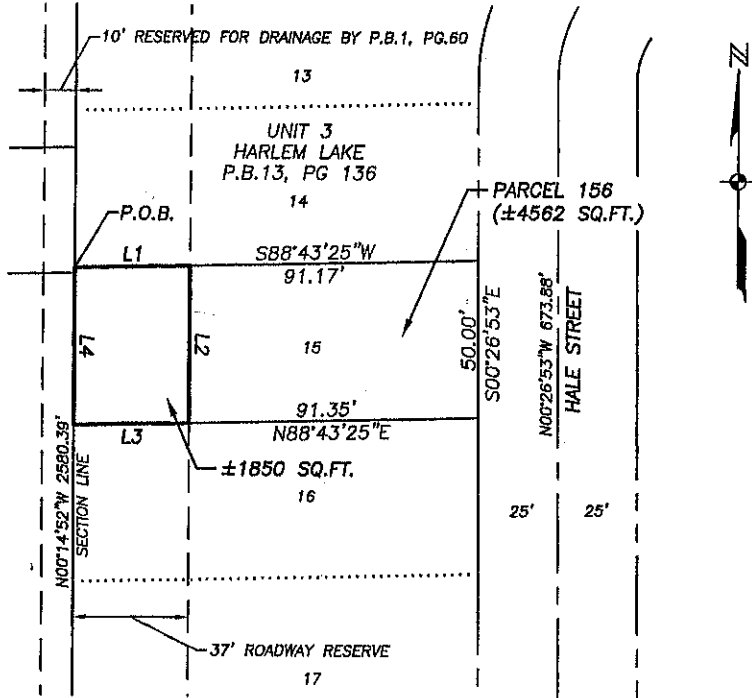 10' RESERVED FOR DRAINAGE BY P.B.1, PG.60
13
UNIT 3
HARLEM LAKE
P.B.13, PG 136
14
PARCEL 156
(±4562 SQ.FT.)
N
P.O.B.
L1
S88°43'25"W
91.17'
L4
L2
15
50.00'
S00°26'53"E
N00°26'53"W 673.88'
HALE STREET
91.35'
N88°43'25"E
L3
±1850 SQ.FT.
16
N00°14'52"W 2580.39'
SECTION LINE
25'
25'
37' ROADWAY RESERVE
17